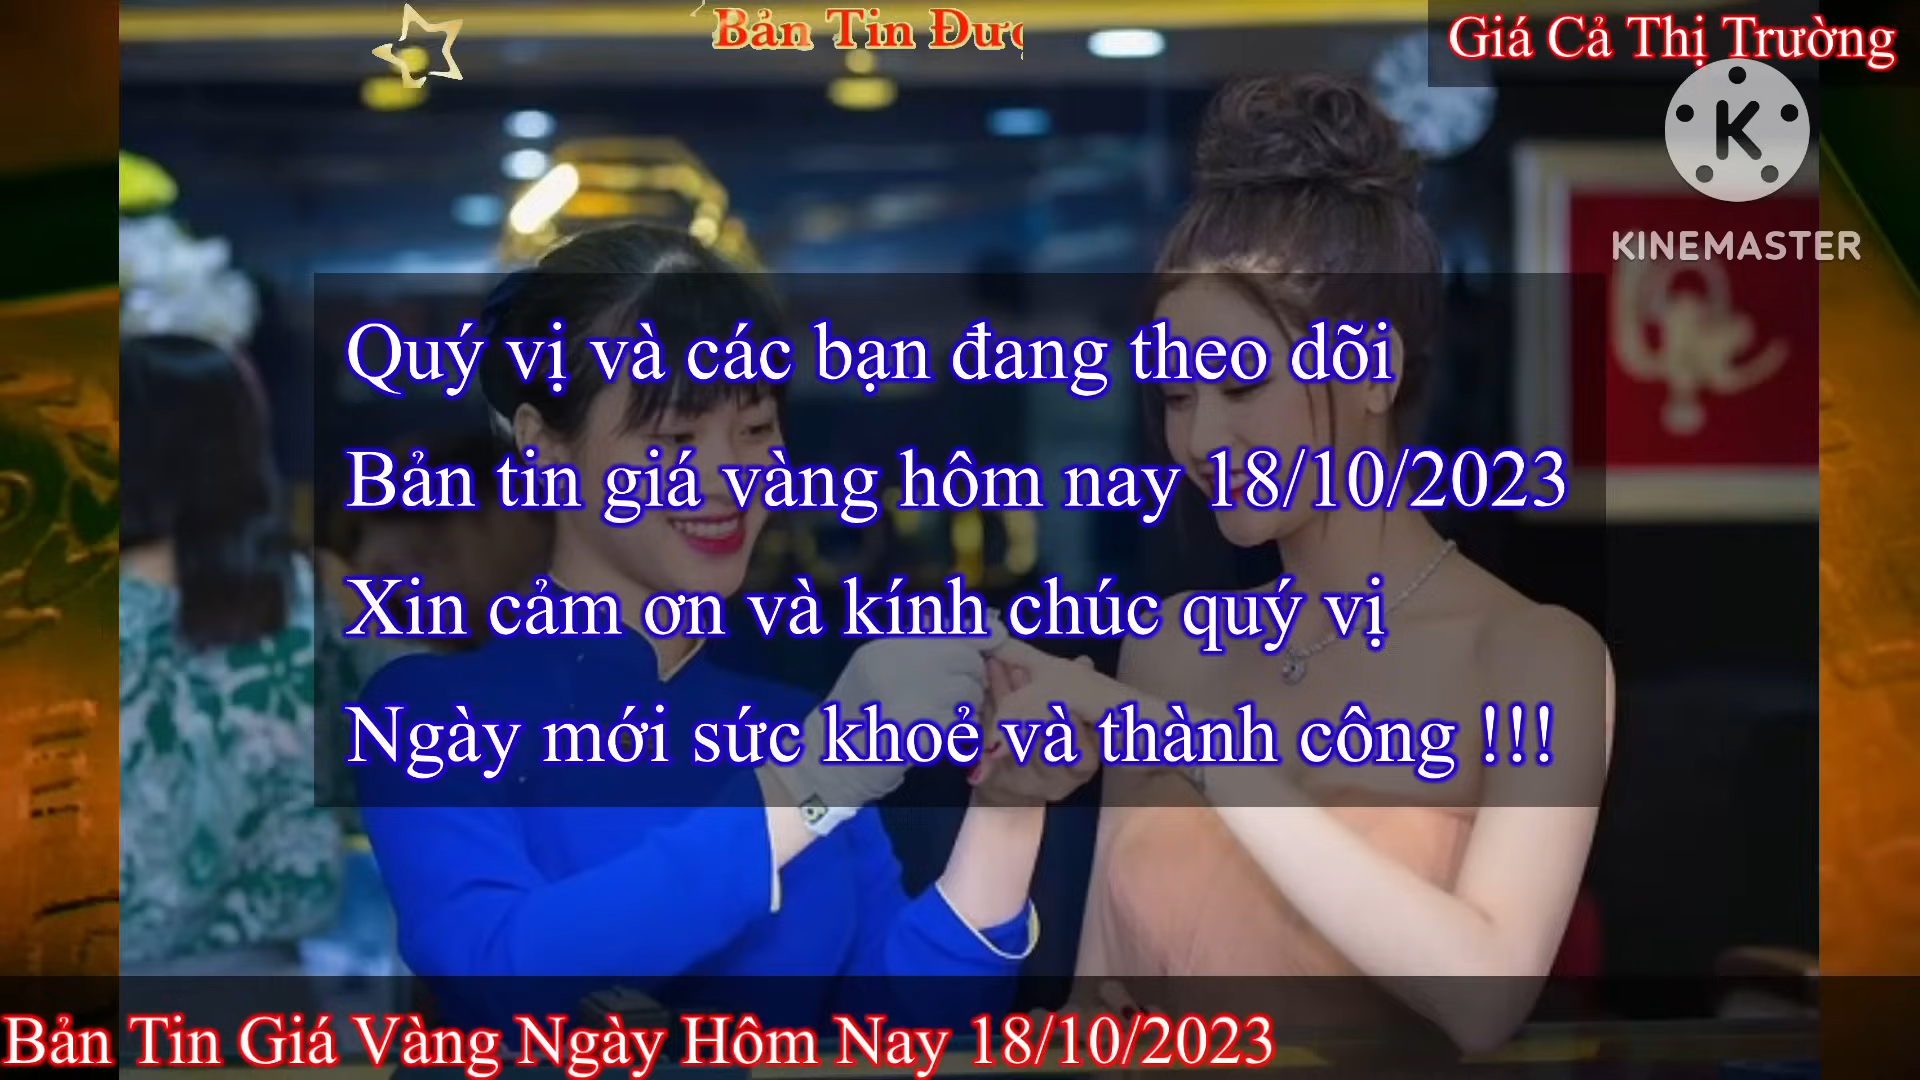 Bản Tin
Giá Cả Thị Trường
K
KINEMASTER
Quý vị và các bạn đang theo dõi
Bản tin giá vàng hôm nay 18/10/2023
Xin cảm ơn và kính chúc quý vị
Ngày mới sức khoẻ và thành công !!!
Bản Tin Giá Vàng Ngày Hôm Nay 18/10/2023